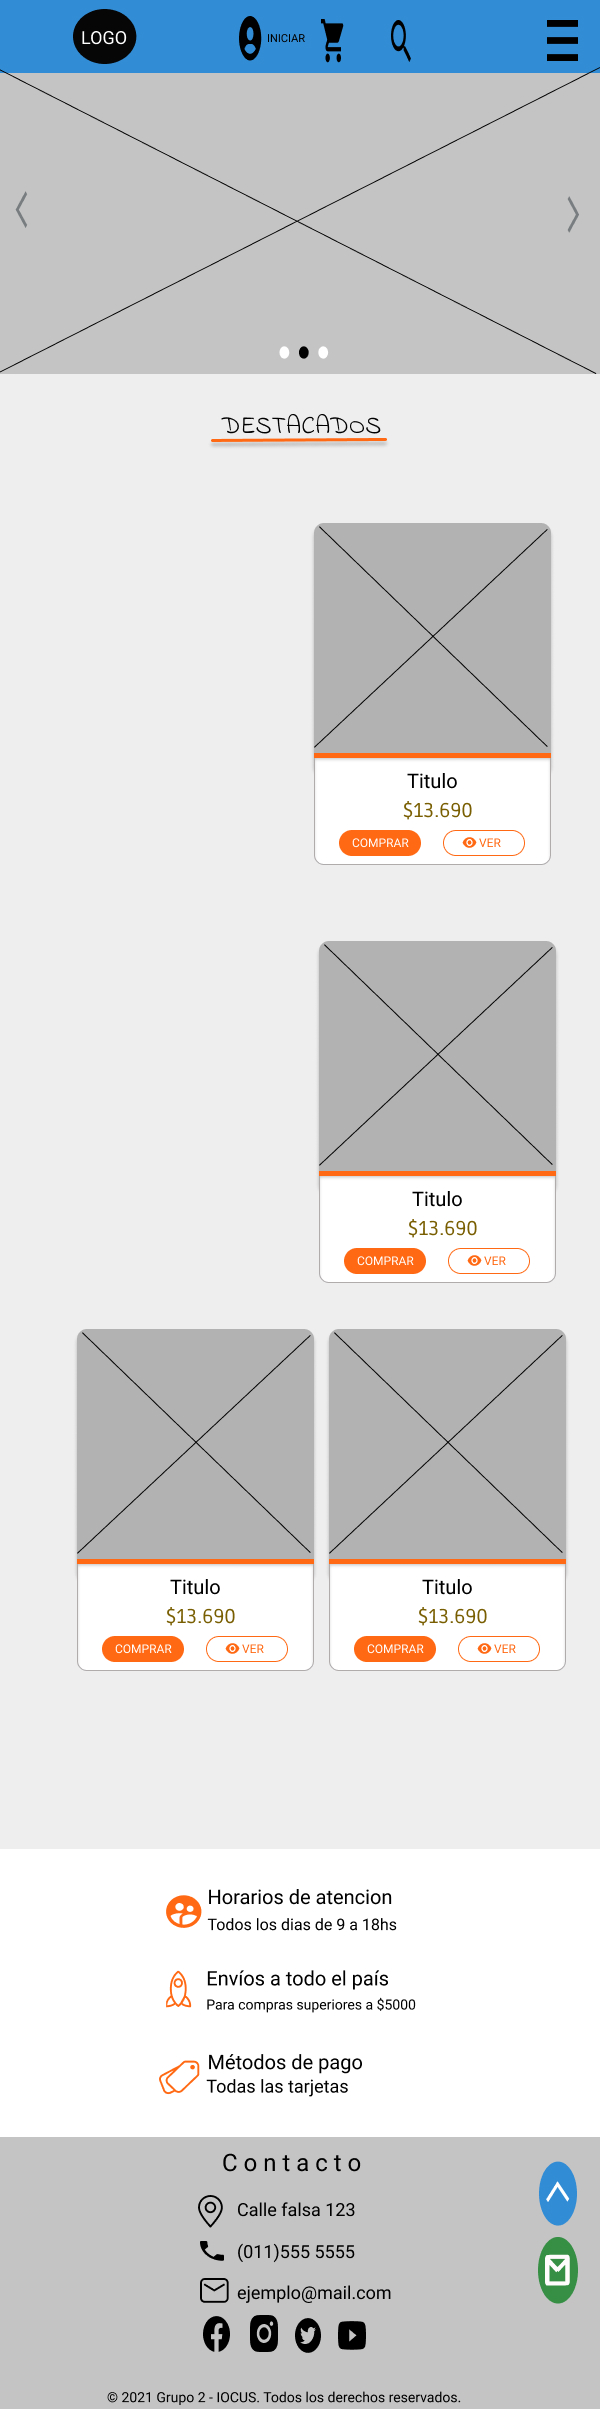 LOGO
INICIAR
DESTACADOS
Titulo
$13.690
COMPRAR
VER
Titulo
$13.690
COMPRAR
VER
Titulo
$13.690
COMPRAR
VER
Titulo
$13.690
COMPRAR
VER
Horarios de atencion
Todos los dias de 9 a 18hs
Envíos a todo el país
Para compras superiores a $5000
Métodos de pago
Todas las tarjetas
Contacto
Calle falsa 123
(011)555 5555
ejemplo@mail.com
© 2021 Grupo 2 - IOCUS. Todos los derechos reservados.